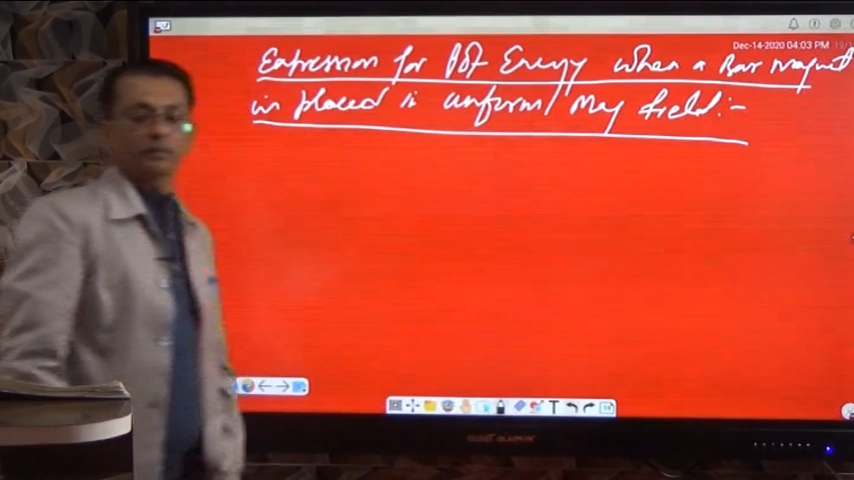 Dec-14-2020 04:03 PM
Expression for Pot Energy when a Bar magnet
is placed in uniform Mag field:-